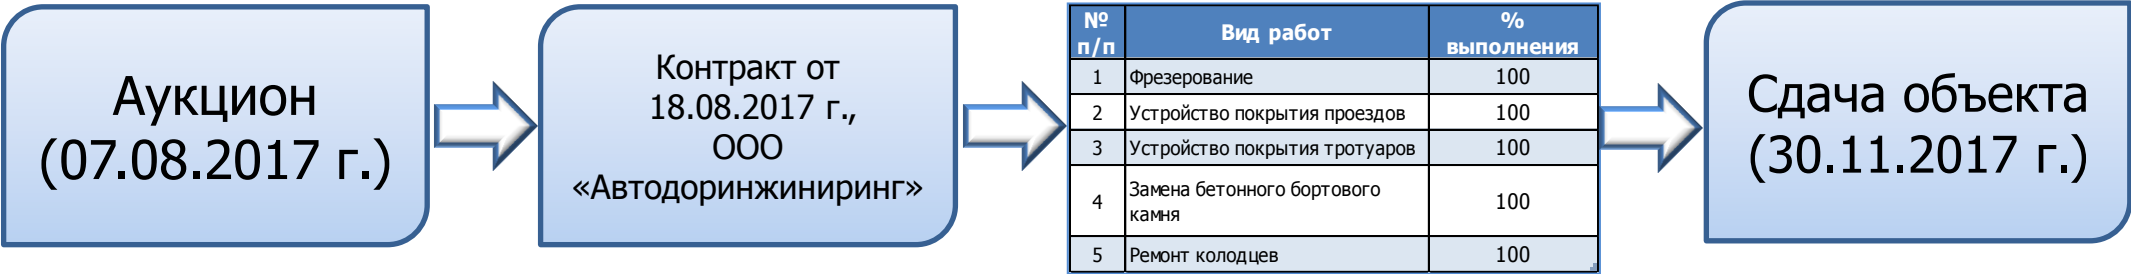 Аукцион
(07.08.2017 г.)
Контракт от
18.08.2017 г.,
ООО
«Автодоринжиниринг»
№ п/п Вид работ % выполнения
1 Фрезерование 100
2 Устройство покрытия проездов 100
3 Устройство покрытия тротуаров 100
4 Замена бетонного бортового камня 100
5 Ремонт колодцев 100
Сдача объекта
(30.11.2017 г.)